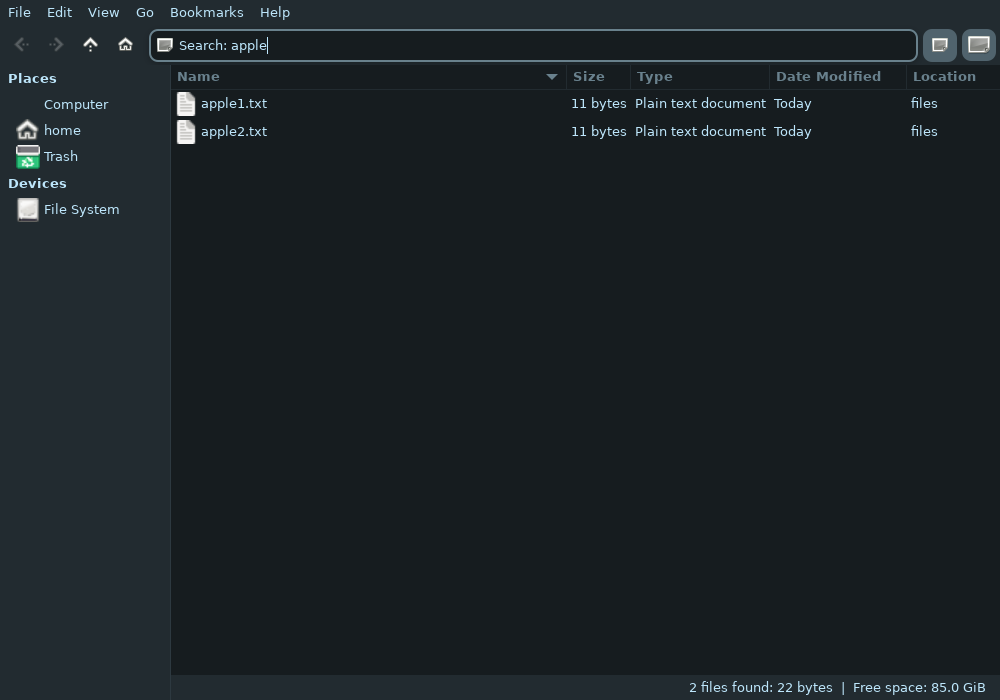 File Edit View Go Bookmarks Help
Search: apple
Places
Computer
home
Trash
Devices
File System
Name Size Type Date Modified Location
apple1.txt 11 bytes Plain text document Today files
apple2.txt 11 bytes Plain text document Today files
2 files found: 22 bytes | Free space: 85.0 GiB